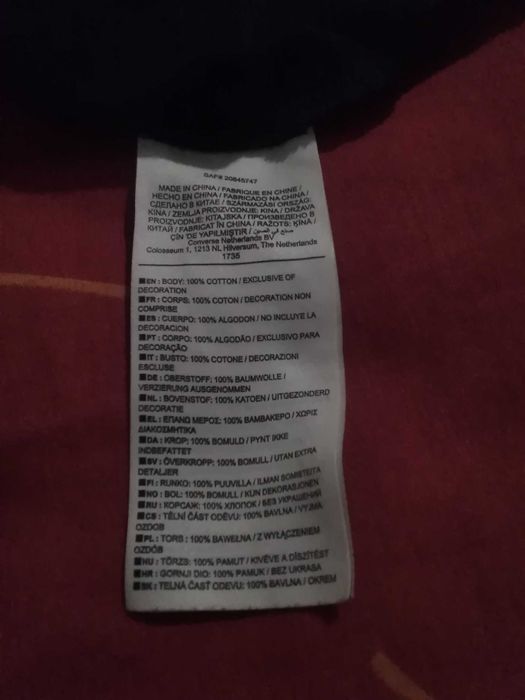 GAF# 20845747
MADE IN CHINA / FABRIQUE EN CHINE /
HECHO EN CHINA / FABRICADO NA CHINA /
СДЕЛАНО В КИТАЕ / SZÁRMAZÁSI ORSZÁG:
KÍNA / ZEMLJA PROIZVODNJE: KINA / DRŽAVA
PROIZVODNJE: KITAJSKA / ПРОИЗВЕДЕНО В
КИТАЙ / FABRICAT ÎN CHINA / RAŽOTS: ĶĪNA /
ÇİN DE YAPILMIŞTIR / صنع في الصين
Converse Netherlands BV
Colosseum 1, 1213 NL Hilversum, The Netherlands
1735
EN : BODY: 100% COTTON / EXCLUSIVE OF
DECORATION
FR : CORPS: 100% COTON / DECORATION NON
COMPRISE
ES : CUERPO: 100% ALGODON / NO INCLUYE LA
DECORACION
PT : CORPO: 100% ALGODÃO / EXCLUSIVO PARA
DECORAÇÃO
IT : BUSTO: 100% COTONE / DECORAZIONI
ESCLUSE
DE : OBERSTOFF: 100% BAUMWOLLE /
VERZIERUNG AUSGENOMMEN
NL : BOVENSTOF: 100% KATOEN / UITGEZONDERD
DECORATIE
EL : ΕΠΑΝΩ ΜΕΡΟΣ: 100% ΒΑΜΒΑΚΕΡΟ / ΧΩΡΙΣ
ΔΙΑΚΟΣΜΗΤΙΚΑ
DA : KROP: 100% BOMULD / PYNT IKKE
INDBEFATTET
SV : ÖVERKROPP: 100% BOMULL / UTAN EXTRA
DETALJER
FI : RUNKO: 100% PUUVILLA / ILMAN SOMISTEITA
NO : BOL: 100% BOMULL / KUN DEKORASJONEN
RU : КОРСАЖ: 100% ХЛОПОК / БЕЗ УКРАШЕНИЙ
CS : TĚLNÍ ČÁST ODĚVU: 100% BAVLNA / VYJMA
OZDOB
PL : TORS : 100% BAWEŁNA / Z WYŁĄCZENIEM
OZDÓB
HU : TÖRZS: 100% PAMUT / KIVÉVE A DÍSZÍTÉST
HR : GORNJI DIO: 100% PAMUK / BEZ UKRASA
SK : TELNÁ ČASŤ ODEVU: 100% BAVLNA / OKREM